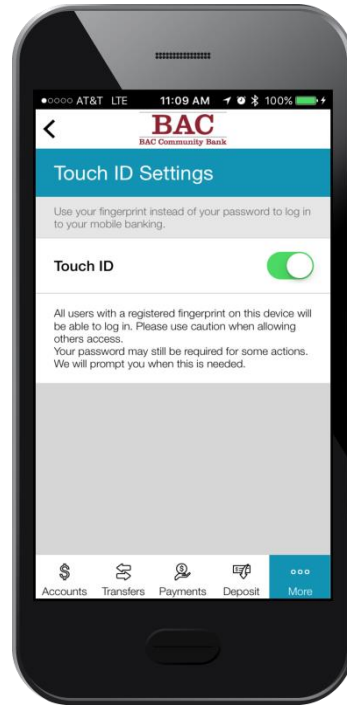 AT&T LTE 11:09 AM 100%
BAC
BAC Community Bank
Touch ID Settings
Use your fingerprint instead of your password to log in
to your mobile banking.
Touch ID
All users with a registered fingerprint on this device will
be able to log in. Please use caution when allowing
others access.
Your password may still be required for some actions.
We will prompt you when this is needed.
Accounts Transfers Payments Deposit More